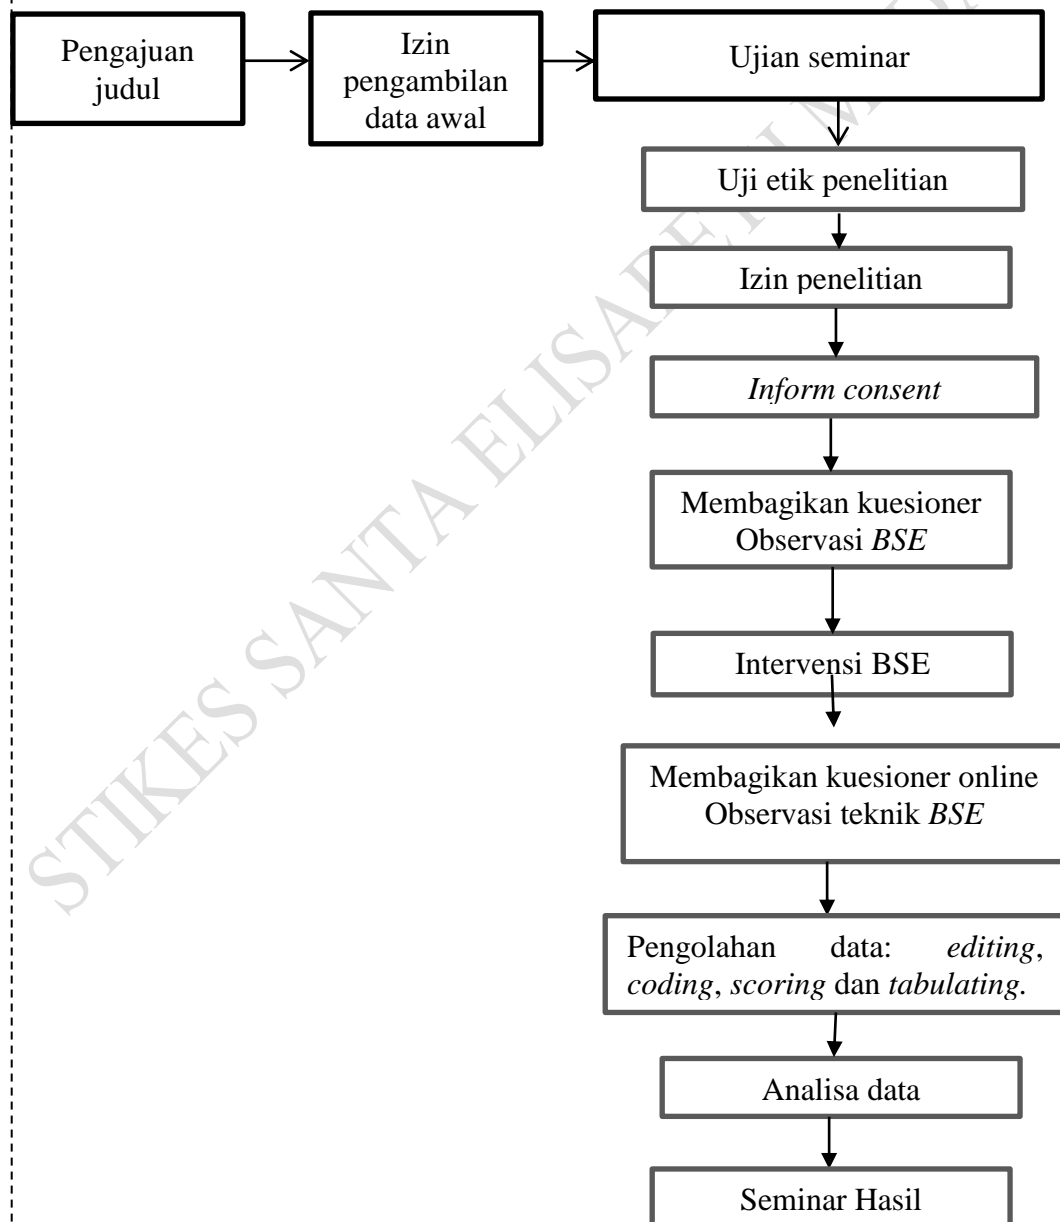 Pengajuan
judul
Izin
pengambilan
data awal
Ujian seminar
Uji etik penelitian
Izin penelitian
Inform consent
Membagikan kuesioner
Observasi BSE
Intervensi BSE
Membagikan kuesioner online
Observasi teknik BSE
Pengolahan data: editing,
coding, scoring dan tabulating.
Analisa data
Seminar Hasil
STIKES SANTA ELISABETH